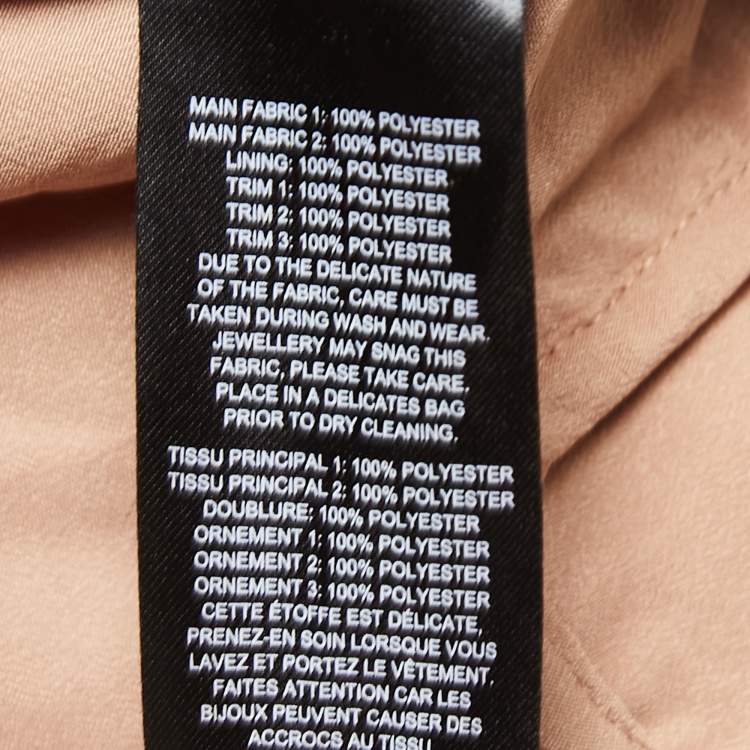 MAIN FABRIC 1: 100% POLYESTER
MAIN FABRIC 2: 100% POLYESTER
LINING: 100% POLYESTER
TRIM 1: 100% POLYESTER
TRIM 2: 100% POLYESTER
TRIM 3: 100% POLYESTER
DUE TO THE DELICATE NATURE
OF THE FABRIC, CARE MUST BE
TAKEN DURING WASH AND WEAR.
JEWELLERY MAY SNAG THIS
FABRIC, PLEASE TAKE CARE.
PLACE IN A DELICATES BAG
PRIOR TO DRY CLEANING.
TISSU PRINCIPAL 1: 100% POLYESTER
TISSU PRINCIPAL 2: 100% POLYESTER
DOUBLURE: 100% POLYESTER
ORNEMENT 1: 100% POLYESTER
ORNEMENT 2: 100% POLYESTER
ORNEMENT 3: 100% POLYESTER
CETTE ÉTOFFE EST DÉLICATE,
PRENEZ-EN SOIN LORSQUE VOUS
LAVEZ ET PORTEZ LE VÊTEMENT.
FAITES ATTENTION CAR LES
BIJOUX PEUVENT CAUSER DES
ACCROCS AU TISSU